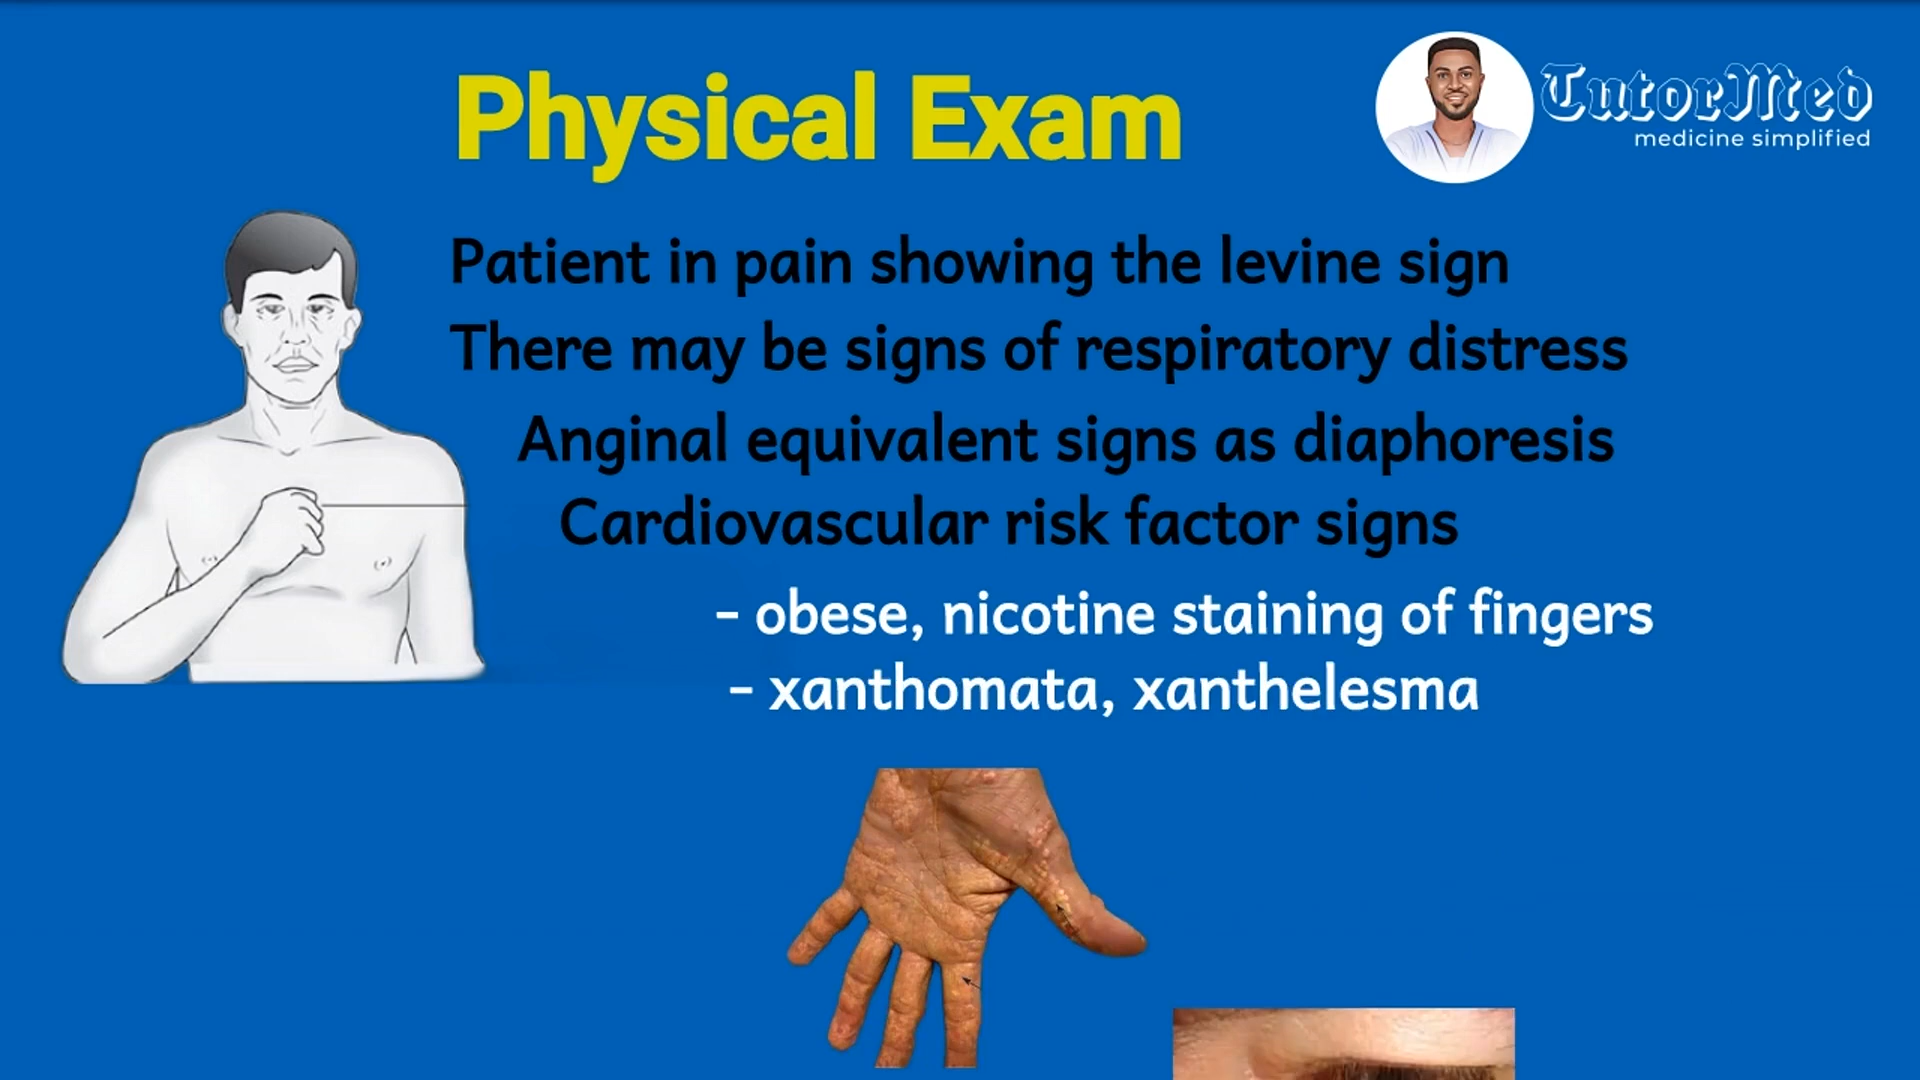 Physical Exam
TutorMed
medicine simplified
Patient in pain showing the levine sign
There may be signs of respiratory distress
Anginal equivalent signs as diaphoresis
Cardiovascular risk factor signs
- obese, nicotine staining of fingers
- xanthomata, xanthelesma